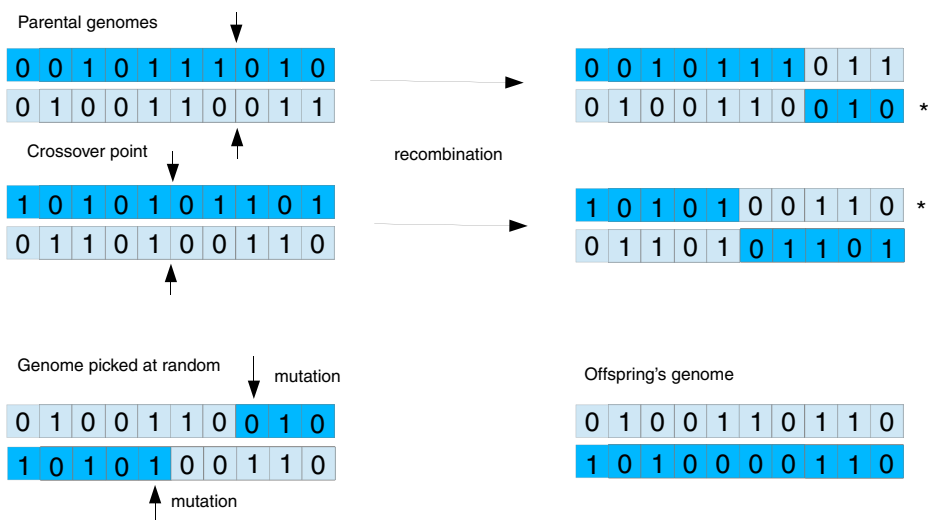 Parental genomes
0 0 1 0 1 1 1 0 1 0
0 1 0 0 1 1 0 0 1 1
0 0 1 0 1 1 1 0 1 1
0 1 0 0 1 1 0 0 1 0 *
Crossover point
recombination
1 0 1 0 1 0 1 1 0 1
0 1 1 0 1 0 0 1 1 0
1 0 1 0 1 0 0 1 1 0 *
0 1 1 0 1 0 1 1 0 1
Genome picked at random
mutation
0 1 0 0 1 1 0 0 1 0
1 0 1 0 1 0 0 1 1 0
mutation
Offspring's genome
0 1 0 0 1 1 0 1 1 0
1 0 1 0 0 0 0 1 1 0